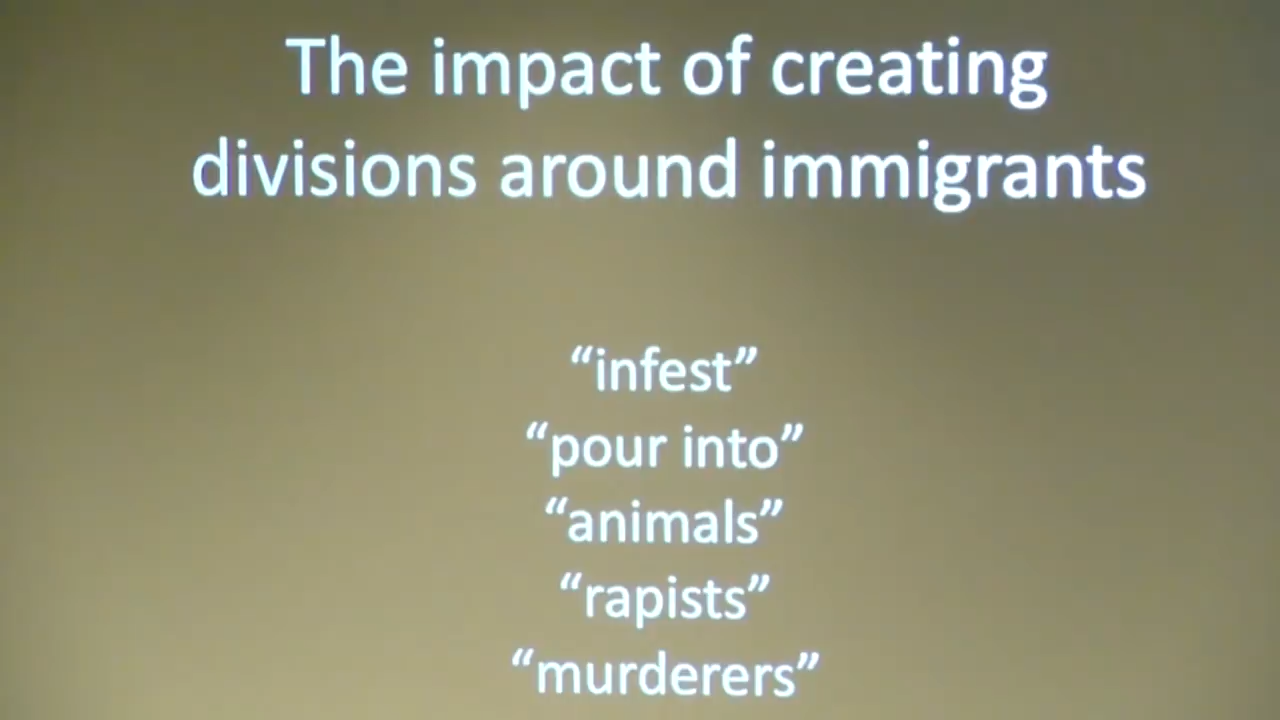 The impact of creating
divisions around immigrants
“infest”
“pour into”
“animals”
“rapists”
“murderers”